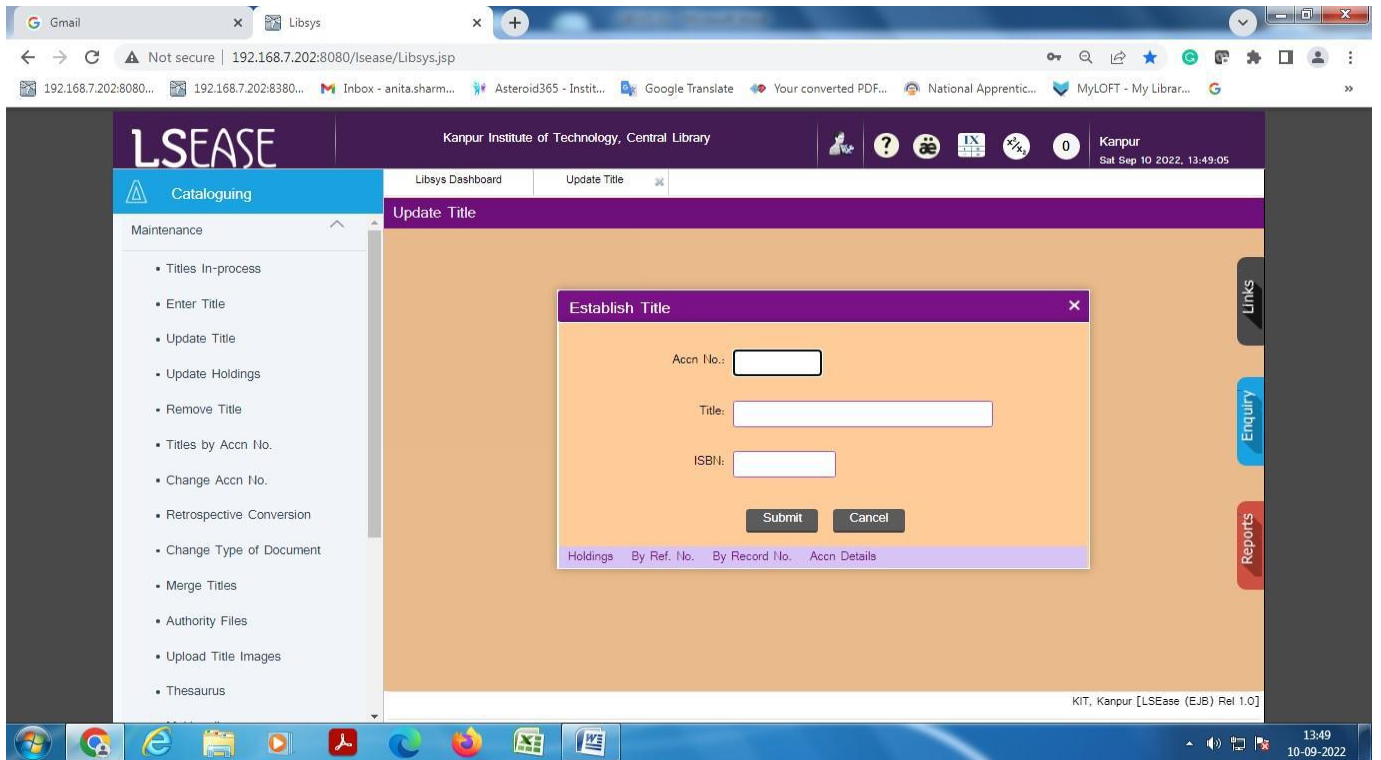 Gmail
Libsys
Not secure | 192.168.7.202:8080/lsease/Libsys.jsp
192.168.7.202:8080... 192.168.7.202:8380... Inbox - anita.sharm... Asteroid365 - Instit... Google Translate Your converted PDF... National Apprentic... MyLOFT - My Librar...
LSEASE
Kanpur Institute of Technology, Central Library
? æ IX 0
Kanpur
Sat Sep 10 2022, 13:49:05
Cataloguing
Libsys Dashboard Update Title
Update Title
Maintenance
Titles In-process
Enter Title
Update Title
Update Holdings
Remove Title
Titles by Accn No.
Change Accn No.
Retrospective Conversion
Change Type of Document
Merge Titles
Authority Files
Upload Title Images
Thesaurus
Establish Title
Accn No.:
Title:
ISBN:
Submit Cancel
Holdings By Ref. No. By Record No. Accn Details
Links
Enquiry
Reports
KIT, Kanpur [LSEase (EJB) Rel 1.0]
13:49
10-09-2022